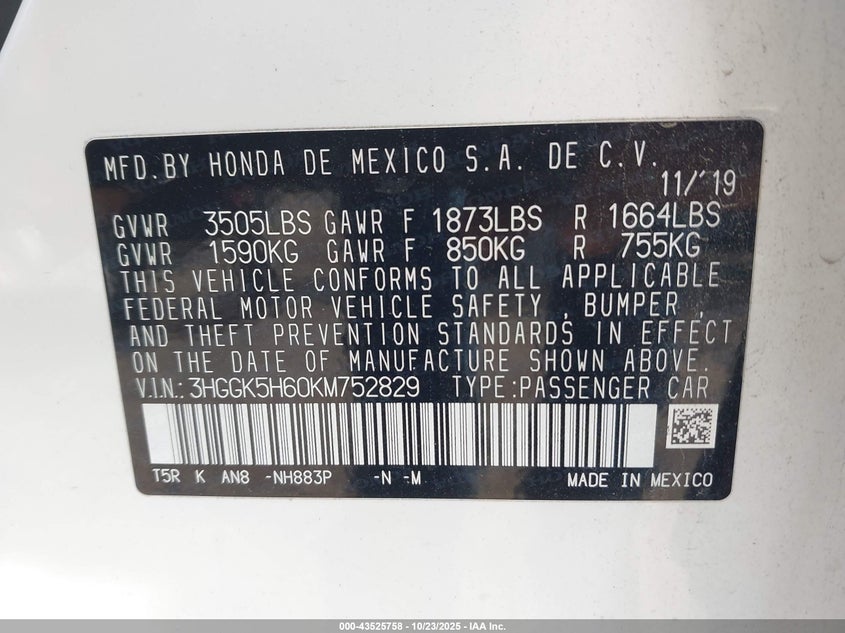 MFD.BY HONDA DE MEXICO S.A. DE C.V.
11/'19
GVWR 3505LBS GAWR F 1873LBS R 1664LBS
GVWR 1590KG GAWR F 850KG R 755KG
THIS VEHICLE CONFORMS TO ALL APPLICABLE
FEDERAL MOTOR VEHICLE SAFETY , BUMPER ,
AND THEFT PREVENTION STANDARDS IN EFFECT
ON THE DATE OF MANUFACTURE SHOWN ABOVE.
V.I.N.: 3HGGK5H60KM752829 TYPE:PASSENGER CAR
T5R K AN8 -NH883P -N -M MADE IN MEXICO
000-43525758 - 10/23/2025 - IAA Inc.